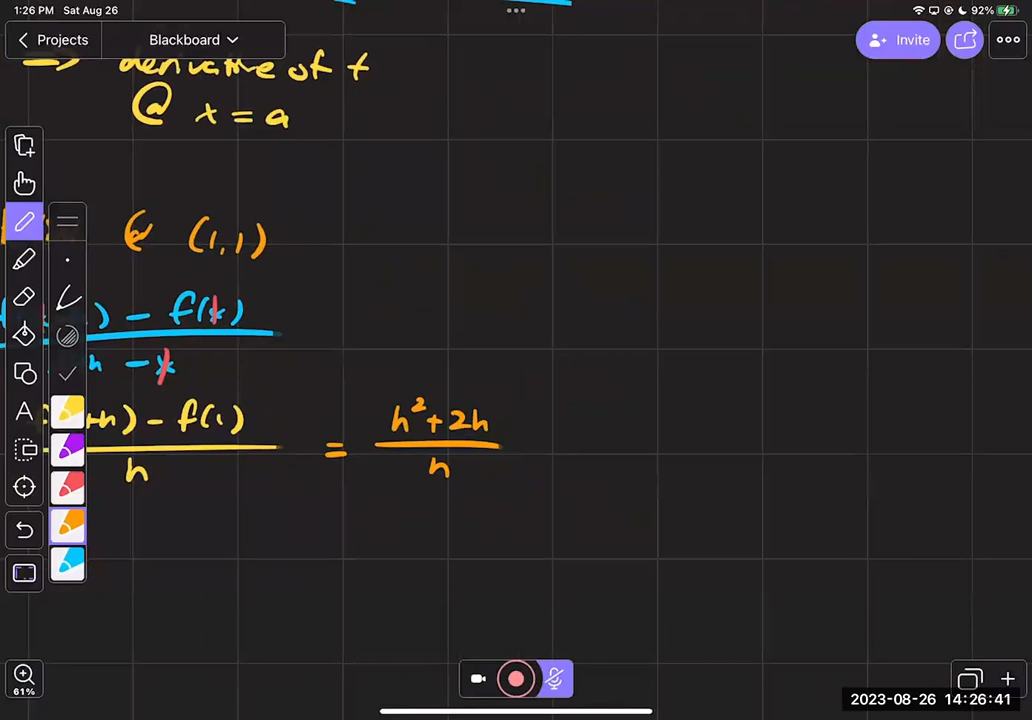 1:26 PM Sat Aug 26
92%
Projects
Blackboard
Invite
=> derivative of f
@ x = a
@ (1,1)
) - f(x)
h - x
+h) - f(1)
h
= h²+2h
h
A
61%
2023-08-26 14:26:41